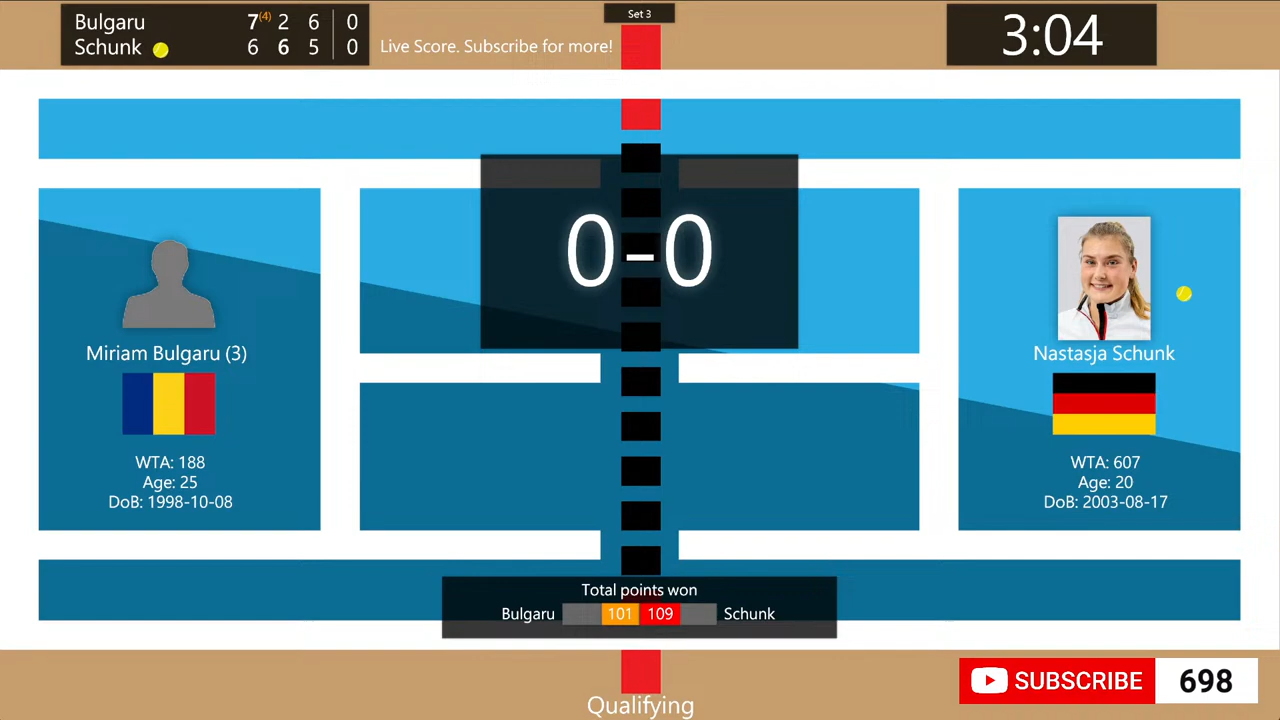 Bulgaru 7(4) 2 6 0
Schunk 6 6 5 0
Live Score. Subscribe for more!
Set 3
3:04
0-0
Miriam Bulgaru (3)
WTA: 188
Age: 25
DoB: 1998-10-08
Nastasja Schunk
WTA: 607
Age: 20
DoB: 2003-08-17
Total points won
Bulgaru 101 109 Schunk
SUBSCRIBE 698
Qualifying